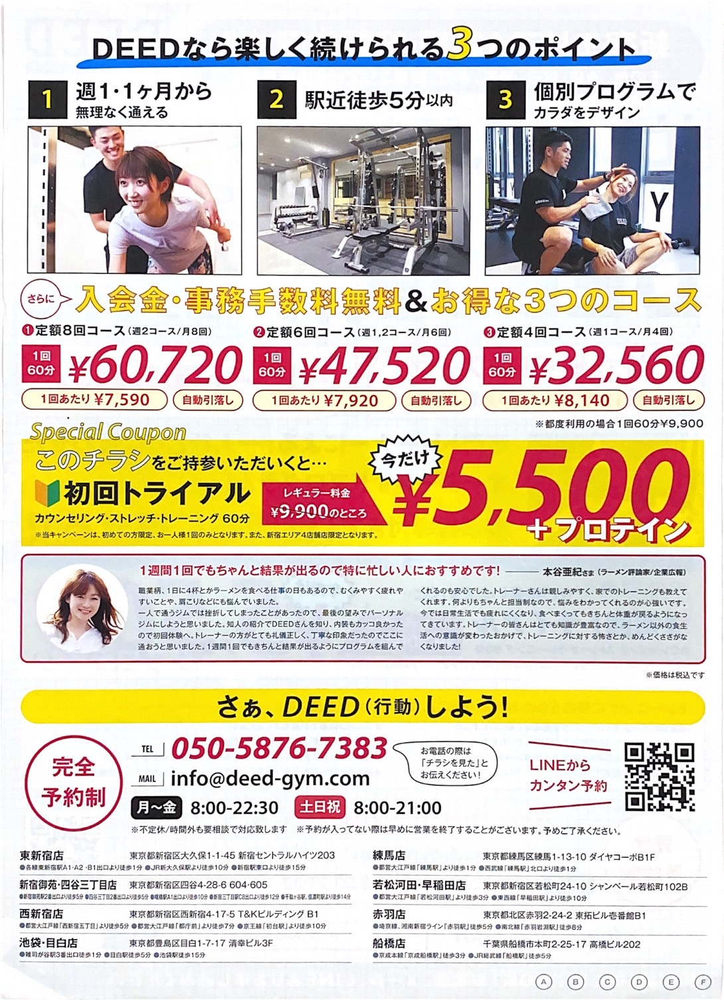 DEEDなら楽しく続けられる3つのポイント
1 週1・1ヶ月から
無理なく通える
2 駅近徒歩5分以内
3 個別プログラムで
カラダをデザイン
DEED
Y
さらに 入会金・事務手数料無料&お得な3つのコース
❶定額8回コース(週2コース/月8回)
1回60分 ¥60,720
1回あたり ¥7,590 自動引落し
❷定額6回コース(週1,2コース/月6回)
1回60分 ¥47,520
1回あたり ¥7,920 自動引落し
❸定額4回コース(週1コース/月4回)
1回60分 ¥32,560
1回あたり ¥8,140 自動引落し
※都度利用の場合1回60分¥9,900
Special Coupon
このチラシをご持参いただいくと…
初回トライアル
カウンセリング・ストレッチ・トレーニング 60分
レギュラー料金
¥9,900のところ
今だけ
¥5,500
+プロテイン
※当キャンペーンは、初めての方限定、お一人様1回のみとなります。また、新宿エリア4店舗店限定となります。
1週間1回でもちゃんと結果が出るので特に忙しい人におすすめです! 本谷亜紀さま(ラーメン評論家/企業広報)
職業柄、1日に4杯とかラーメンを食べる仕事の日もあるので、むくみやすく疲れや
すいことや、肩こりなどにも悩んでいました。
一人で通うジムでは挫折してしまったことがあったので、最後の望みでパーソナル
ジムにしようと思いました。知人の紹介でDEEDさんを知り、内装もカッコ良かった
ので初回体験へ。トレーナーの方がとても礼儀正しく、丁寧な印象だったのでここに
通おうと思いました。1週間1回でもきちんと結果が出るようにプログラムを組んで
くれるのも安心でした。トレーナーさんは親しみやすく、家でのトレーニングも教えて
くれます。何よりもちゃんと担当制なので、悩みをわかってくれるのが心強いです。
今では日常生活でも疲れにくくなり、食べまくってもきちんと体重が戻るようになっ
てきています。トレーナーの皆さんはとても知識が豊富なので、ラーメン以外の食生
活への意識が変わったおかげで、トレーニングに対する怖さとか、めんどくささがな
くなりました!
※価格は税込です
さぁ、DEED(行動)しよう!
完全
予約制
TEL 050-5876-7383
お電話の際は
「チラシを見た」と
お伝えください!
MAIL info@deed-gym.com
月〜金 8:00-22:30 土日祝 8:00-21:00
LINEから
カンタン予約
※不定休/時間外も要相談で対応致します ※予約が入ってない際は早めに営業を終了することがございます。予めご了承ください。
東新宿店 東京都新宿区大久保1-1-45 新宿セントラルハイツ203
●各線東新宿駅A1・A2・B1出口より徒歩1分 ●JR新大久保駅より徒歩10分 ●新宿駅東口より徒歩15分
新宿御苑・四谷三丁目店 東京都新宿区四谷4-28-6 604・605
●新宿御苑駅2番出口より徒歩5分 ●四谷三丁目2番出口より徒歩5分 ●曙橋駅A1出口より徒歩10分 ●新宿三丁目駅C8出口より徒歩12分 ●千駄ヶ谷駅、信濃町駅より徒歩14分
西新宿店 東京都新宿区西新宿4-17-5 T&Kビルディング B1
●都営大江戸線「西新宿五丁目」より徒歩5分 ●都営大江戸線「都庁前」より徒歩7分 ●京王線「初台駅」より徒歩10分
池袋・目白店 東京都豊島区目白1-7-17 清幸ビル3F
●雑司が谷駅3番出口徒歩1分 ●目白駅徒歩5分 ●池袋駅徒歩15分
練馬店 東京都練馬区練馬1-13-10 ダイヤコーポB1F
●都営大江戸線「練馬駅」より徒歩1分 ●西武線「練馬駅」北口より徒歩1分
若松河田・早稲田店 東京都新宿区若松町24-10 シャンベール若松町102B
●都営大江戸線「若松河田駅」より徒歩3分 ●東西線「早稲田駅」より徒歩10分
赤羽店 東京都北区赤羽2-24-2 東拓ビル壱番館B1
●埼京線、湘南新宿ライン「赤羽駅」徒歩5分 ●南北線「赤羽岩淵駅」徒歩8分
船橋店 千葉県船橋市本町2-25-17 高橋ビル202
●京成本線「京成船橋駅」徒歩3分 ●JR総武線「船橋駅」徒歩5分
A B C D E F